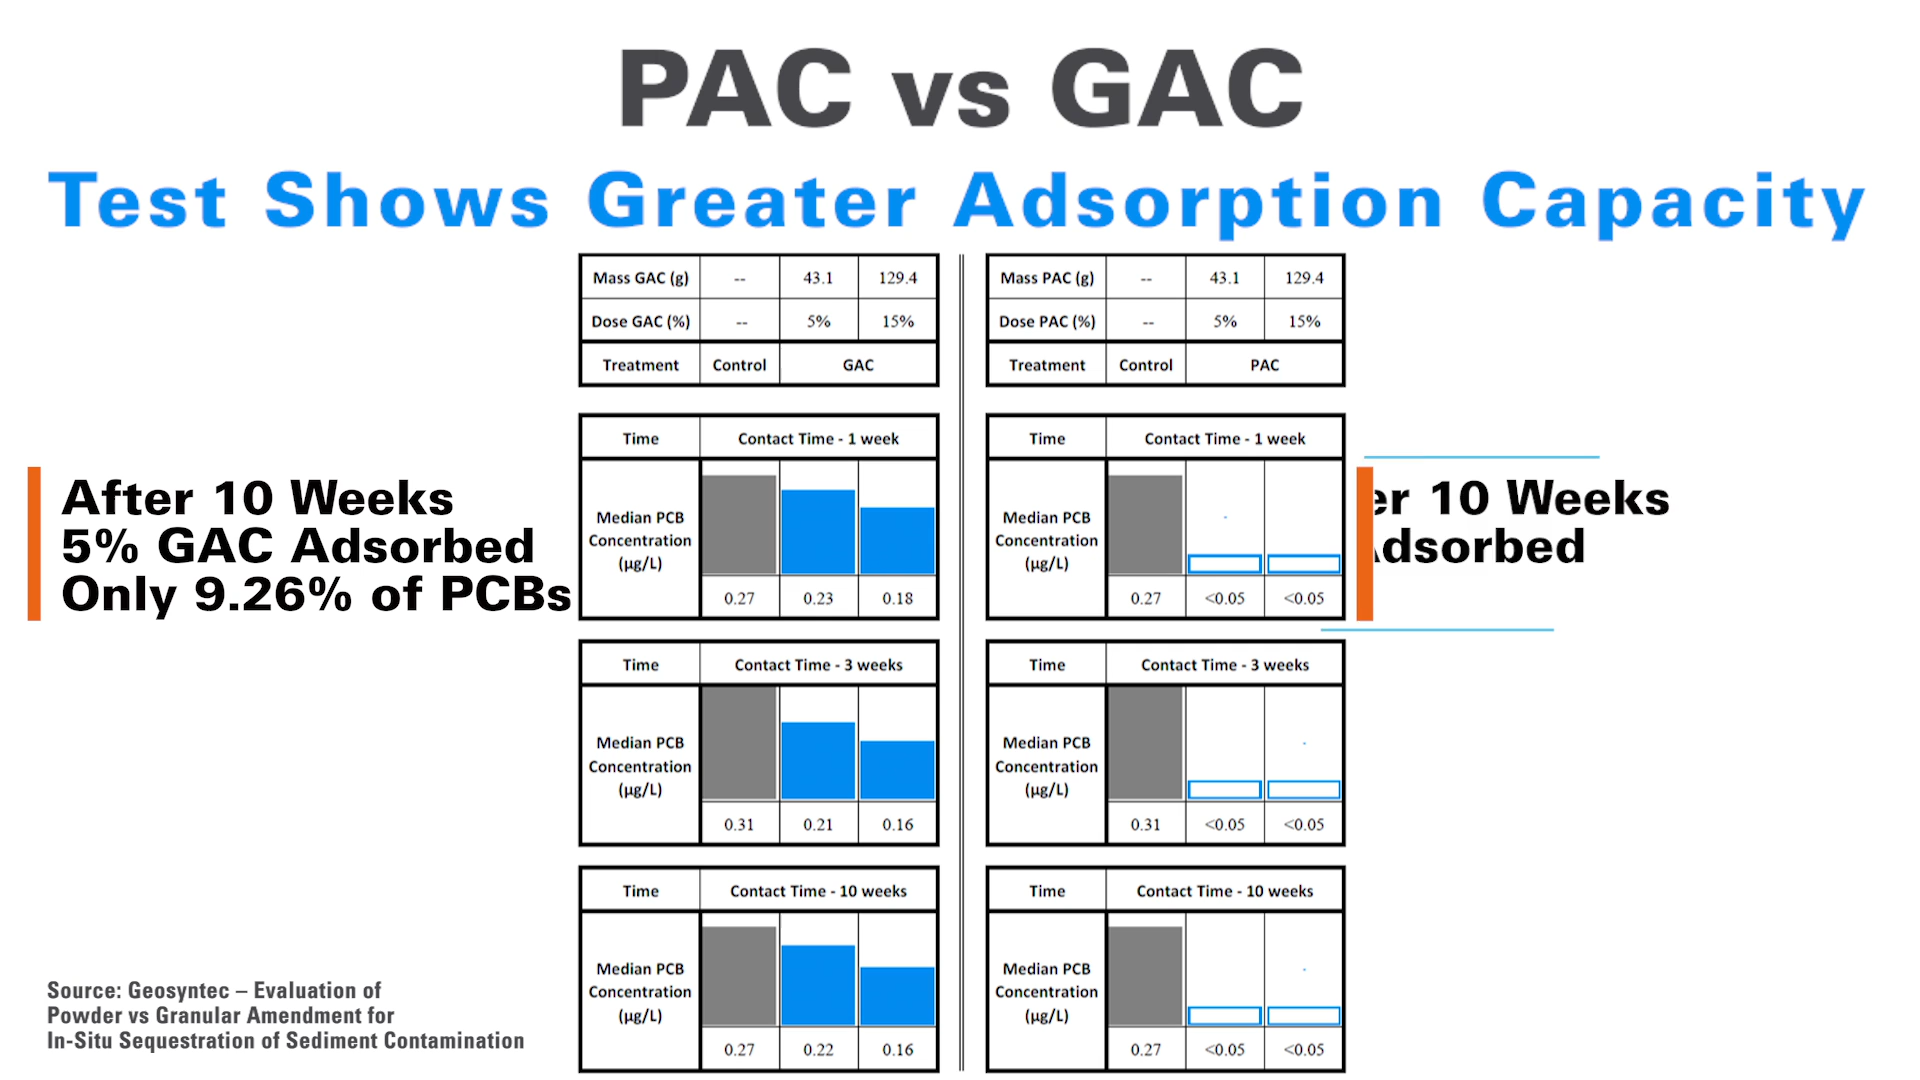 PAC vs GAC
Test Shows Greater Adsorption Capacity
Mass GAC (g) -- 43.1 129.4
Dose GAC (%) -- 5% 15%
Treatment Control GAC
Time Contact Time - 1 week
Median PCB
Concentration
(µg/L)
0.27 0.23 0.18
Time Contact Time - 3 weeks
Median PCB
Concentration
(µg/L)
0.31 0.21 0.16
Time Contact Time - 10 weeks
Median PCB
Concentration
(µg/L)
0.27 0.22 0.16
Mass PAC (g) -- 43.1 129.4
Dose PAC (%) -- 5% 15%
Treatment Control PAC
Time Contact Time - 1 week
Median PCB
Concentration
(µg/L)
0.27 <0.05 <0.05
Time Contact Time - 3 weeks
Median PCB
Concentration
(µg/L)
0.31 <0.05 <0.05
Time Contact Time - 10 weeks
Median PCB
Concentration
(µg/L)
0.27 <0.05 <0.05
After 10 Weeks
5% GAC Adsorbed
Only 9.26% of PCBs
er 10 Weeks
dsorbed
Source: Geosyntec – Evaluation of
Powder vs Granular Amendment for
In-Situ Sequestration of Sediment Contamination